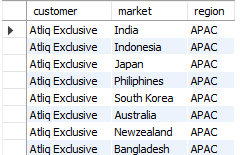 customer market region
Atliq Exclusive India APAC
Atliq Exclusive Indonesia APAC
Atliq Exclusive Japan APAC
Atliq Exclusive Philiphines APAC
Atliq Exclusive South Korea APAC
Atliq Exclusive Australia APAC
Atliq Exclusive Newzealand APAC
Atliq Exclusive Bangladesh APAC